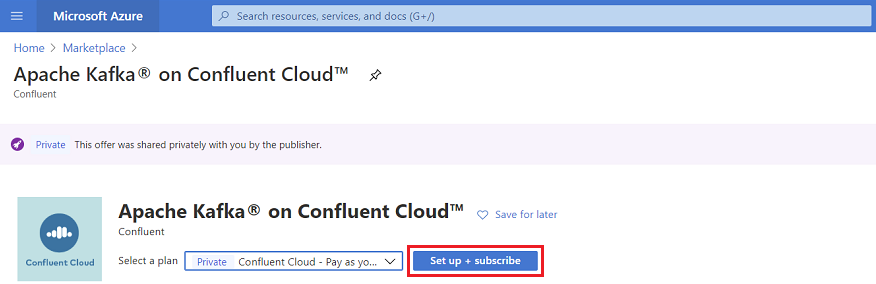 Microsoft Azure
Search resources, services, and docs (G+/)
Home > Marketplace >
Apache Kafka® on Confluent Cloud™
Confluent
Private This offer was shared privately with you by the publisher.
Apache Kafka® on Confluent Cloud™
Save for later
Confluent
Confluent Cloud
Select a plan Private Confluent Cloud - Pay as yo... Set up + subscribe